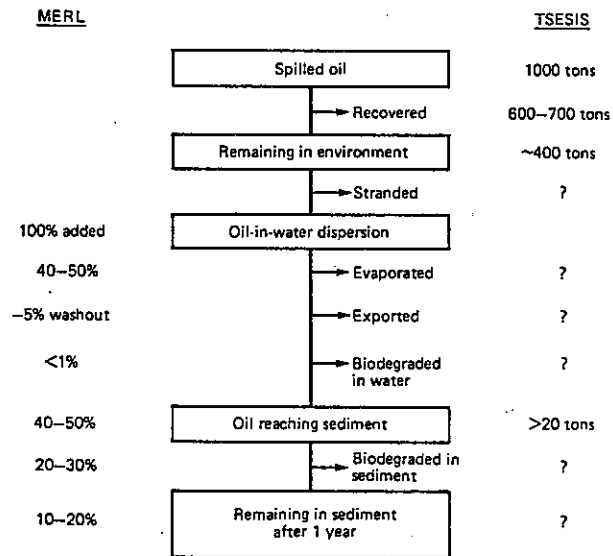 MERL
TSESIS
Spilled oil
1000 tons
Recovered
600–700 tons
Remaining in environment
~400 tons
Stranded
?
100% added
Oil-in-water dispersion
40–50%
Evaporated
?
–5% washout
Exported
?
<1%
Biodegraded
in water
?
40–50%
Oil reaching sediment
>20 tons
20–30%
Biodegraded in
sediment
?
10–20%
Remaining in sediment
after 1 year
?